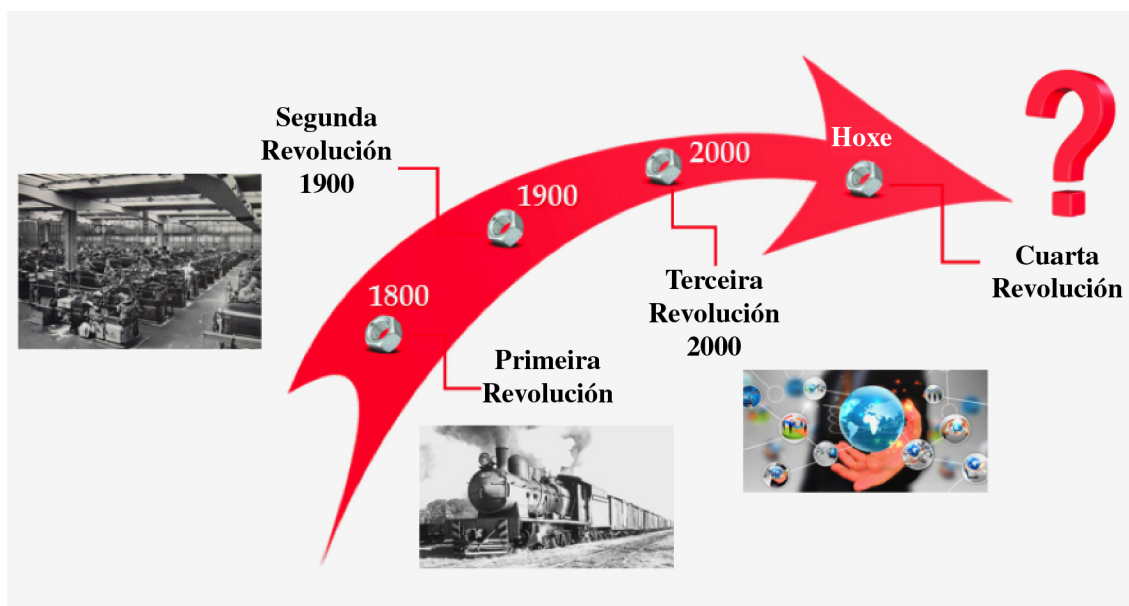 Segunda
Revolución
1900
1800
1900
2000
Hoxe
Primeira
Revolución
Terceira
Revolución
2000
Cuarta
Revolución
?